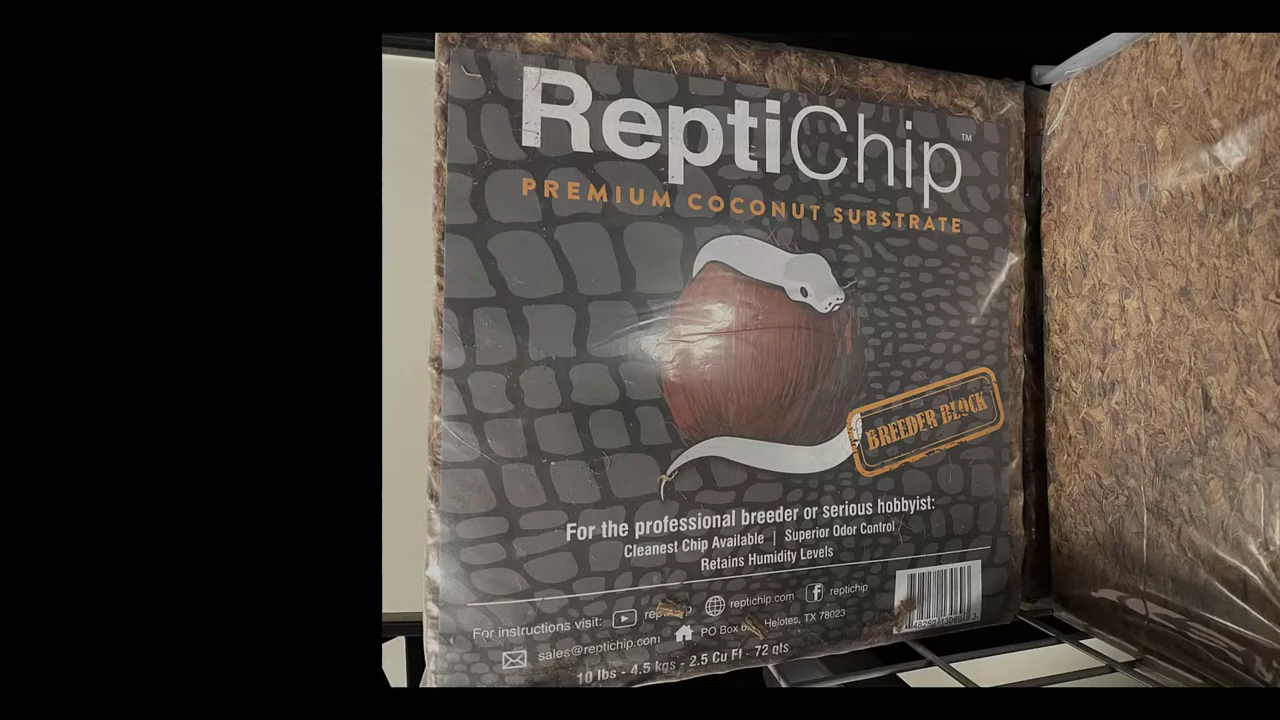 ReptiChip™
PREMIUM COCONUT SUBSTRATE
BREEDER BLOCK
For the professional breeder or serious hobbyist:
Cleanest Chip Available | Superior Odor Control
Retains Humidity Levels
For instructions visit: reptichip.com reptichip
sales@reptichip.com PO Box Helotes, TX 78023
10 lbs - 4.5 kgs - 2.5 Cu Ft - 72 qts